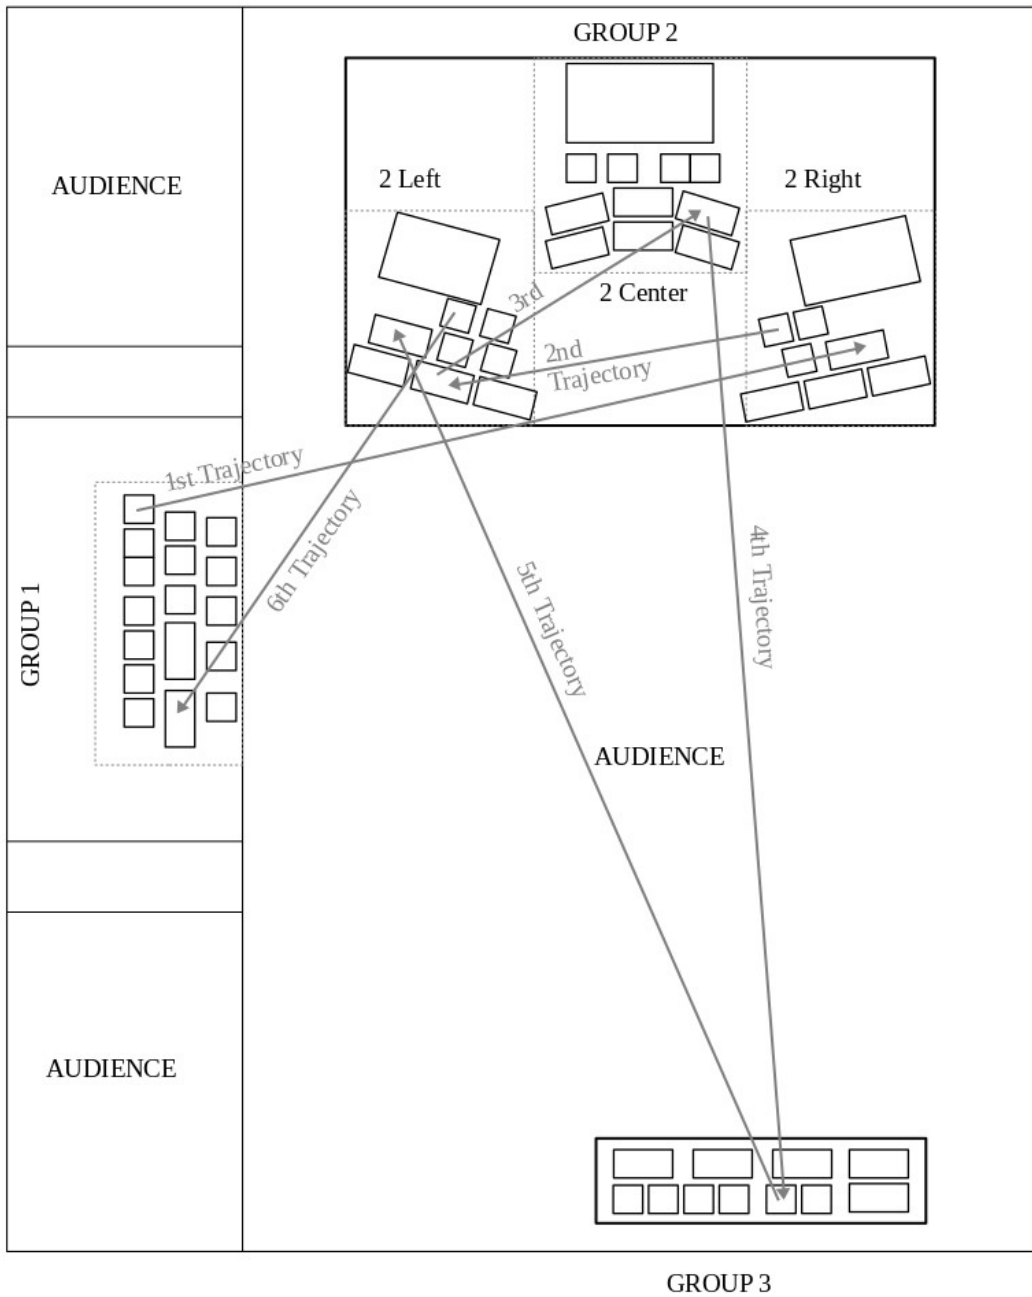 GROUP 2
AUDIENCE
2 Left
2 Right
2 Center
3rd
2nd
Trajectory
1st Trajectory
6th Trajectory
5th Trajectory
4th Trajectory
GROUP 1
AUDIENCE
AUDIENCE
GROUP 3